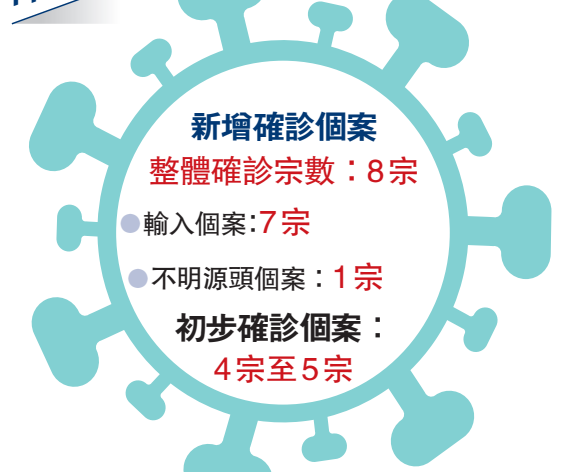 新增確診個案
整體確診宗數：8宗
輸入個案：7宗
不明源頭個案：1宗
初步確診個案：
4宗至5宗